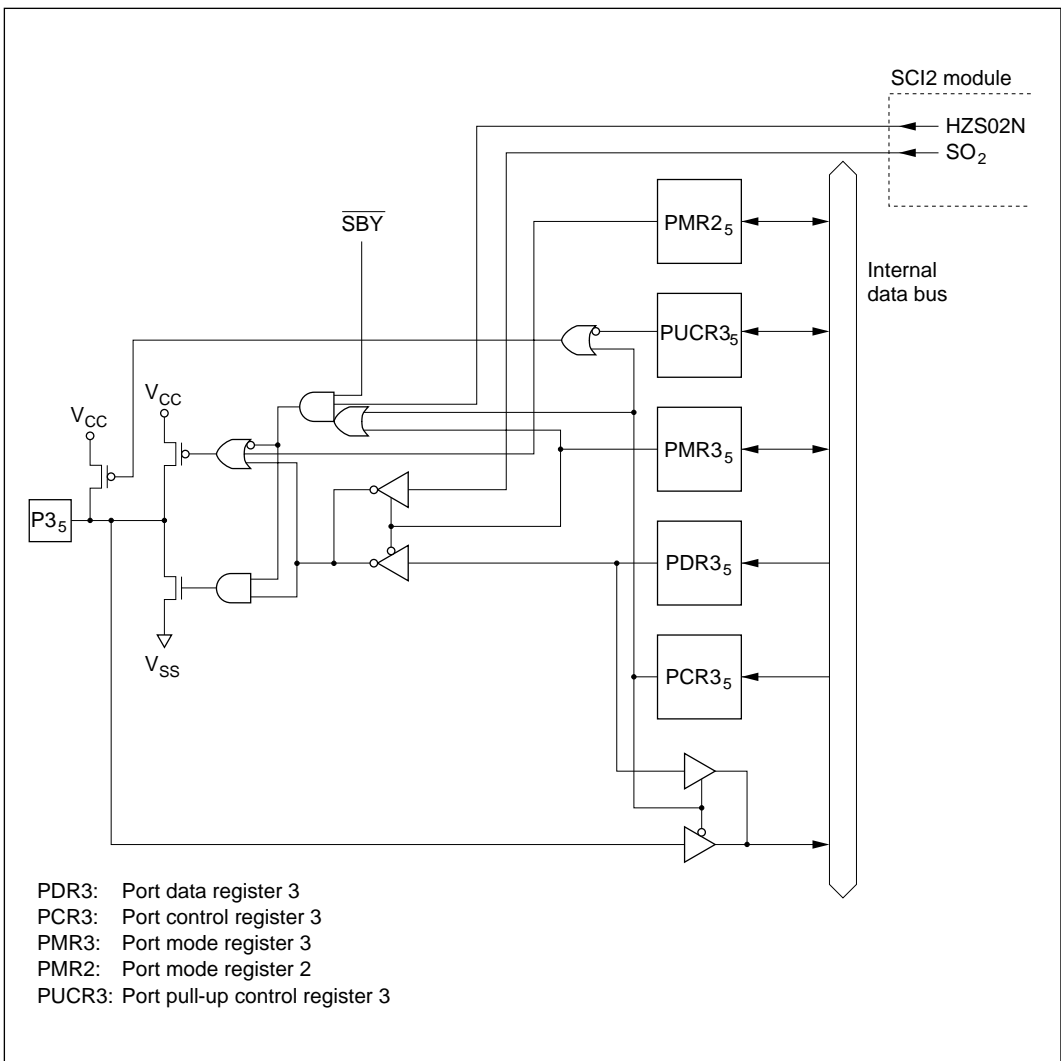 SCI2 module
HZS02N
SO2
SBY
PMR25
Internal
data bus
PUCR35
VCC
VCC
PMR35
P35
PDR35
VSS
PCR35
PDR3: Port data register 3
PCR3: Port control register 3
PMR3: Port mode register 3
PMR2: Port mode register 2
PUCR3: Port pull-up control register 3